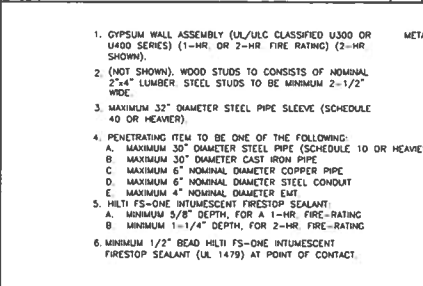 1. GYPSUM WALL ASSEMBLY (UL/ULC CLASSIFIED U300 OR
U400 SERIES) (1-HR. OR 2-HR. FIRE RATING) (2-HR.
SHOWN).
2. (NOT SHOWN). WOOD STUDS TO CONSISTS OF NOMINAL
2"x4" LUMBER. STEEL STUDS TO BE MINIMUM 2-1/2"
WIDE.
3. MAXIMUM 32" DIAMETER STEEL PIPE SLEEVE (SCHEDULE
40 OR HEAVIER).
4. PENETRATING ITEM TO BE ONE OF THE FOLLOWING:
A. MAXIMUM 30" DIAMETER STEEL PIPE (SCHEDULE 10 OR HEAVIE
B. MAXIMUM 30" DIAMETER CAST IRON PIPE
C. MAXIMUM 6" NOMINAL DIAMETER COPPER PIPE
D. MAXIMUM 6" NOMINAL DIAMETER STEEL CONDUIT
E. MAXIMUM 4" NOMINAL DIAMETER EMT.
5. HILTI FS-ONE INTUMESCENT FIRESTOP SEALANT:
A. MINIMUM 5/8" DEPTH, FOR A 1-HR. FIRE-RATING
B. MINIMUM 1-1/4" DEPTH, FOR 2-HR. FIRE-RATING
6. MINIMUM 1/2" BEAD HILTI FS-ONE INTUMESCENT
FIRESTOP SEALANT (UL 1479) AT POINT OF CONTACT.
META